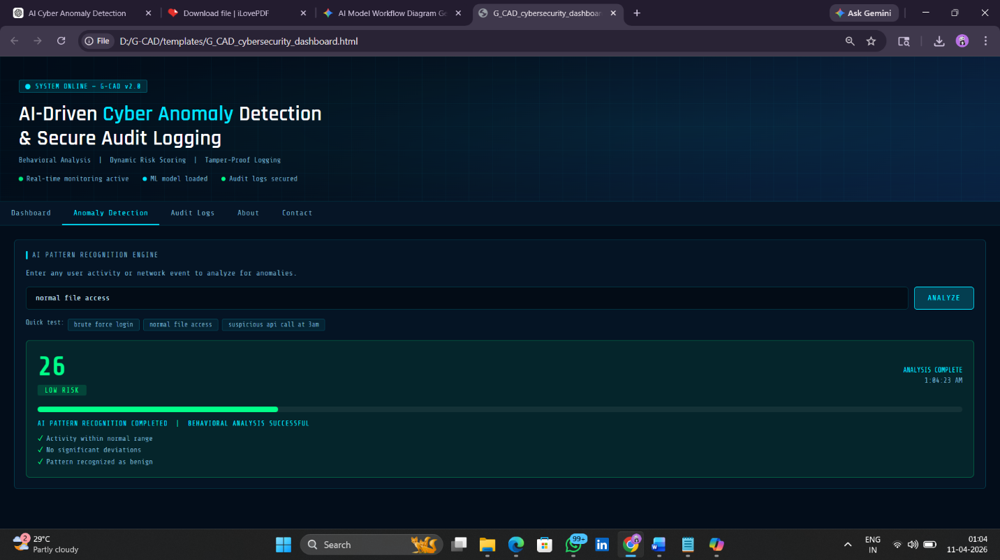 AI Cyber Anomaly Detection
Download file | iLovePDF
AI Model Workflow Diagram Ge
G_CAD_cybersecurity_dashboar
Ask Gemini
File
D:/G-CAD/templates/G_CAD_cybersecurity_dashboard.html
SYSTEM ONLINE — G-CAD v2.0
AI-Driven Cyber Anomaly Detection
& Secure Audit Logging
Behavioral Analysis | Dynamic Risk Scoring | Tamper-Proof Logging
Real-time monitoring active ML model loaded Audit logs secured
Dashboard Anomaly Detection Audit Logs About Contact
AI PATTERN RECOGNITION ENGINE
Enter any user activity or network event to analyze for anomalies.
normal file access
ANALYZE
Quick test: brute force login normal file access suspicious api call at 3am
26
LOW RISK
ANALYSIS COMPLETE
1:04:23 AM
AI PATTERN RECOGNITION COMPLETED | BEHAVIORAL ANALYSIS SUCCESSFUL
✓ Activity within normal range
✓ No significant deviations
✓ Pattern recognized as benign
2
29°C
Partly cloudy
Search
99+
ENG
IN
01:04
11-04-2026